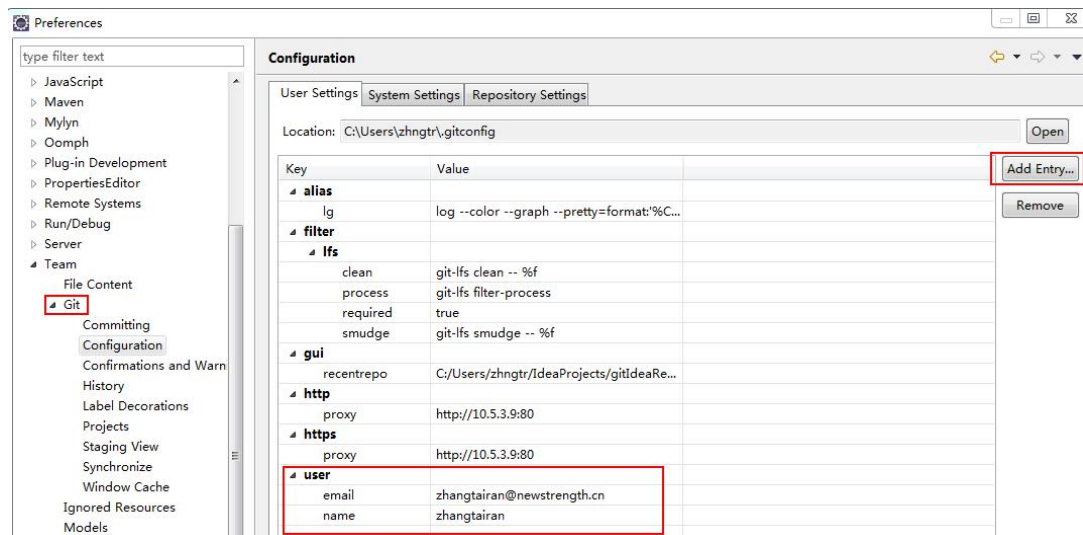 Preferences
type filter text
JavaScript
Maven
Mylyn
Oomph
Plug-in Development
PropertiesEditor
Remote Systems
Run/Debug
Server
Team
File Content
Git
Committing
Configuration
Confirmations and Warn
History
Label Decorations
Projects
Staging View
Synchronize
Window Cache
Ignored Resources
Models
Configuration
User Settings System Settings Repository Settings
Location: C:\Users\zhngtr\.gitconfig Open
Key Value Add Entry...
alias
lg log --color --graph --pretty=format:'%C... Remove
filter
lfs
clean git-lfs clean -- %f
process git-lfs filter-process
required true
smudge git-lfs smudge -- %f
gui
recentrepo C:/Users/zhngtr/IdeaProjects/gitIdeaRe...
http
proxy http://10.5.3.9:80
https
proxy http://10.5.3.9:80
user
email zhangtairan@newstrength.cn
name zhangtairan